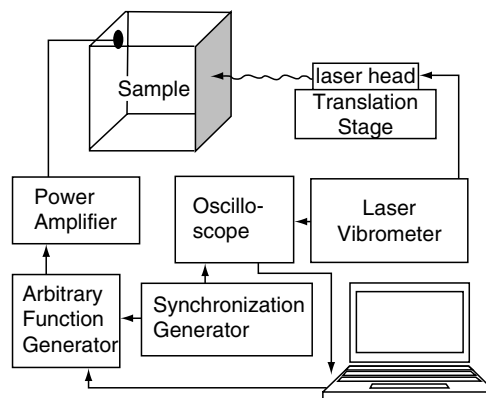 Sample
laser head
Translation
Stage
Power
Amplifier
Oscillo-
scope
Laser
Vibrometer
Arbitrary
Function
Generator
Synchronization
Generator